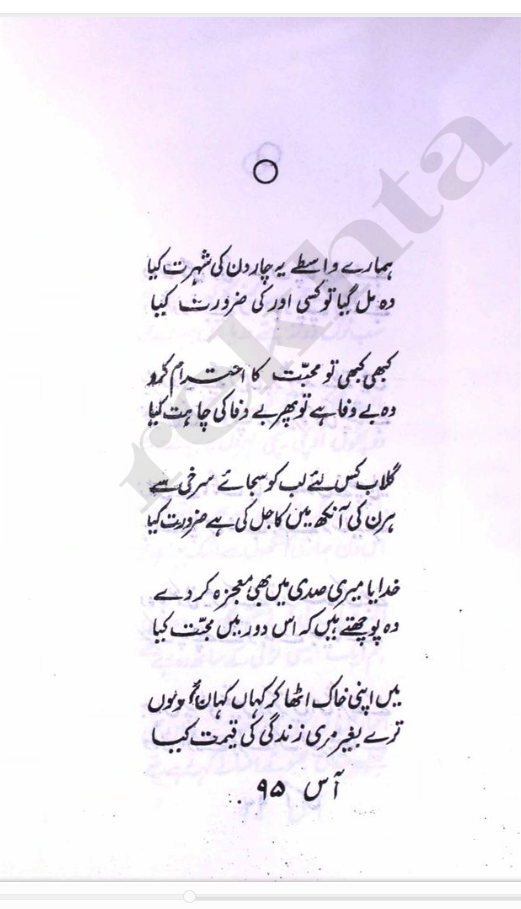 ہمارے واسطے یہ چار دن کی شہرت کیا
وہ مل گیا تو کسی اور کی ضرورت کیا
کبھی کبھی تو محبّت کا احترام کرو
وہ بے وفا ہے تو پھر بے وفا کی چاہت کیا
گلاب کس لئے لب کو سجائے سرخی سے
ہرن کی آنکھ میں کاجل کی ہے ضرورت کیا
خدایا میری صدی میں بھی معجزہ کر دے
وہ پوچھتے ہیں کہ اس دور میں محبّت کیا
میں اپنی خاک اٹھا کر کہاں کہاں
ترے بغیر مری زندگی کی قیمت کیا
آس ۹۵
rekhta